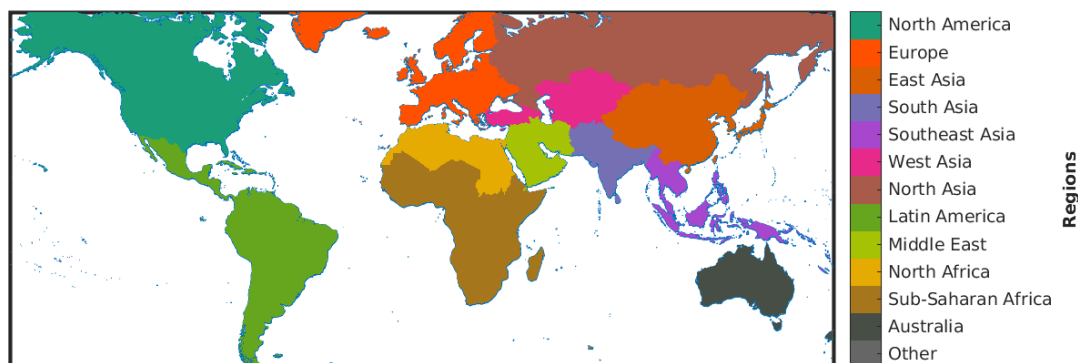 North America
Europe
East Asia
South Asia
Southeast Asia
West Asia
North Asia
Latin America
Middle East
North Africa
Sub-Saharan Africa
Australia
Other
Regions